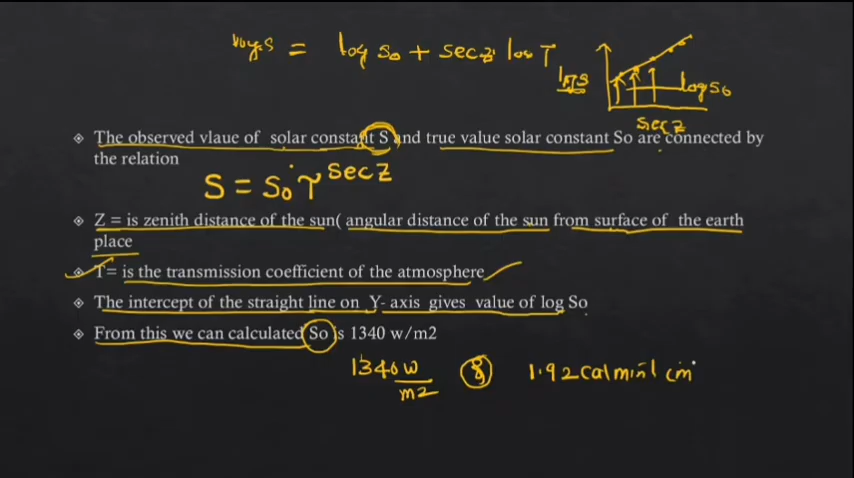 log S = log S₀ + sec z log T
log S
log S₀
sec z
❖ The observed vlaue of solar constant S and true value solar constant So are connected by
the relation
S = S₀ T^sec z
❖ Z = is zenith distance of the sun( angular distance of the sun from surface of the earth
place
❖ T= is the transmission coefficient of the atmosphere
❖ The intercept of the straight line on Y- axis gives value of log So
❖ From this we can calculated So is 1340 w/m2
1340 w/m2 1.92 cal min-1 cm